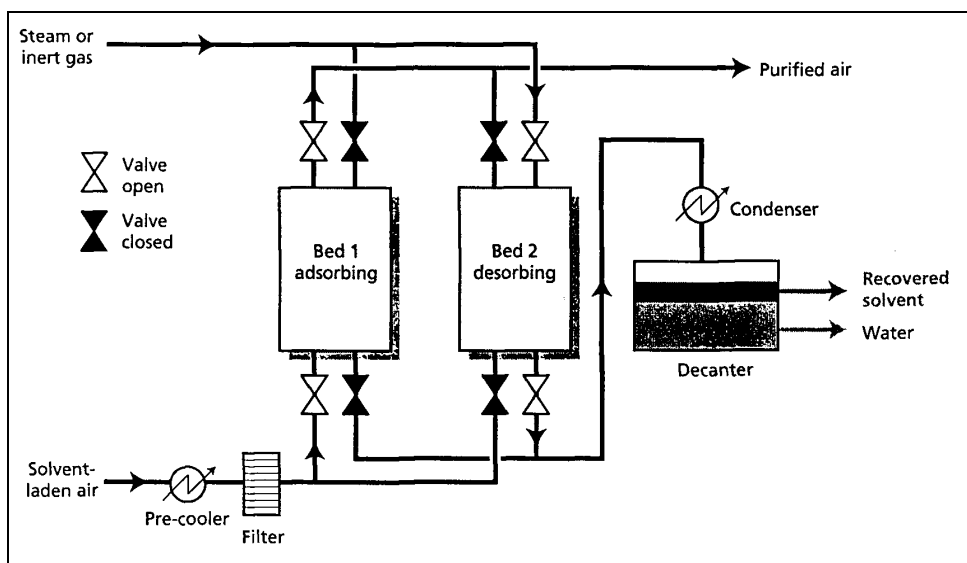 Steam or
inert gas
Purified air
Valve
open
Valve
closed
Bed 1
adsorbing
Bed 2
desorbing
Condenser
Recovered
solvent
Water
Decanter
Solvent-
laden air
Pre-cooler
Filter